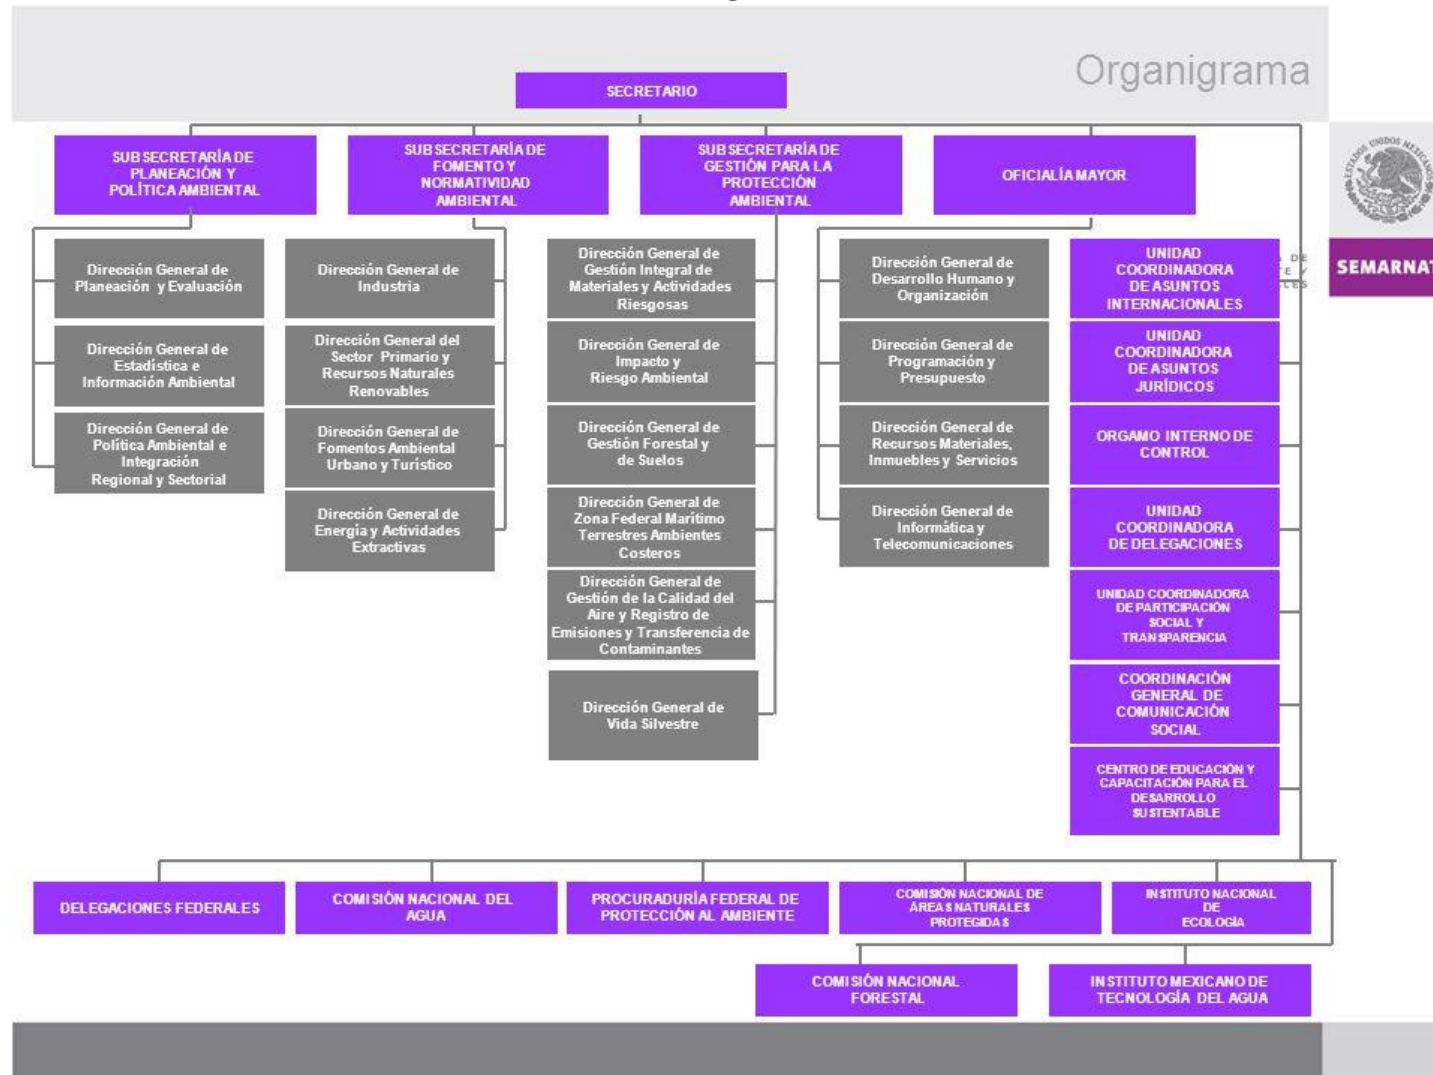 Organigrama
SECRETARIO
SUBSECRETARÍA DE
PLANEACIÓN Y
POLÍTICA AMBIENTAL
SUBSECRETARÍA DE
FOMENTO Y
NORMATIVIDAD
AMBIENTAL
SUBSECRETARÍA DE
GESTIÓN PARA LA
PROTECCIÓN
AMBIENTAL
OFICIALÍA MAYOR
ESTADOS UNIDOS MEXICANOS
SEMARNAT
Dirección General de
Planeación y Evaluación
Dirección General de
Estadística e
Información Ambiental
Dirección General de
Política Ambiental e
Integración
Regional y Sectorial
Dirección General de
Industria
Dirección General del
Sector Primario y
Recursos Naturales
Renovables
Dirección General de
Fomentos Ambiental
Urbano y Turístico
Dirección General de
Energía y Actividades
Extractivas
Dirección General de
Gestión Integral de
Materiales y Actividades
Riesgosas
Dirección General de
Impacto y
Riesgo Ambiental
Dirección General de
Gestión Forestal y
de Suelos
Dirección General de
Zona Federal Marítimo
Terrestres Ambientes
Costeros
Dirección General de
Gestión de la Calidad del
Aire y Registro de
Emisiones y Transferencia de
Contaminantes
Dirección General de
Vida Silvestre
Dirección General de
Desarrollo Humano y
Organización
Dirección General de
Programación y
Presupuesto
Dirección General de
Recursos Materiales,
Inmuebles y Servicios
Dirección General de
Informática y
Telecomunicaciones
UNIDAD
COORDINADORA
DE ASUNTOS
INTERNACIONALES
UNIDAD
COORDINADORA
DE ASUNTOS
JURÍDICOS
ORGAMO INTERNO DE
CONTROL
UNIDAD
COORDINADORA
DE DELEGACIONES
UNIDAD COORDINADORA
DE PARTICIPACIÓN
SOCIAL Y
TRANSPARENCIA
COORDINACIÓN
GENERAL DE
COMUNICACIÓN
SOCIAL
CENTRO DE EDUCACIÓN Y
CAPACITACIÓN PARA EL
DESARROLLO
SUSTENTABLE
DELEGACIONES FEDERALES
COMISIÓN NACIONAL DEL
AGUA
PROCURADURÍA FEDERAL DE
PROTECCIÓN AL AMBIENTE
COMISIÓN NACIONAL DE
ÁREAS NATURALES
PROTEGIDAS
INSTITUTO NACIONAL
DE
ECOLOGÍA
COMISIÓN NACIONAL
FORESTAL
INSTITUTO MEXICANO DE
TECNOLOGÍA DEL AGUA